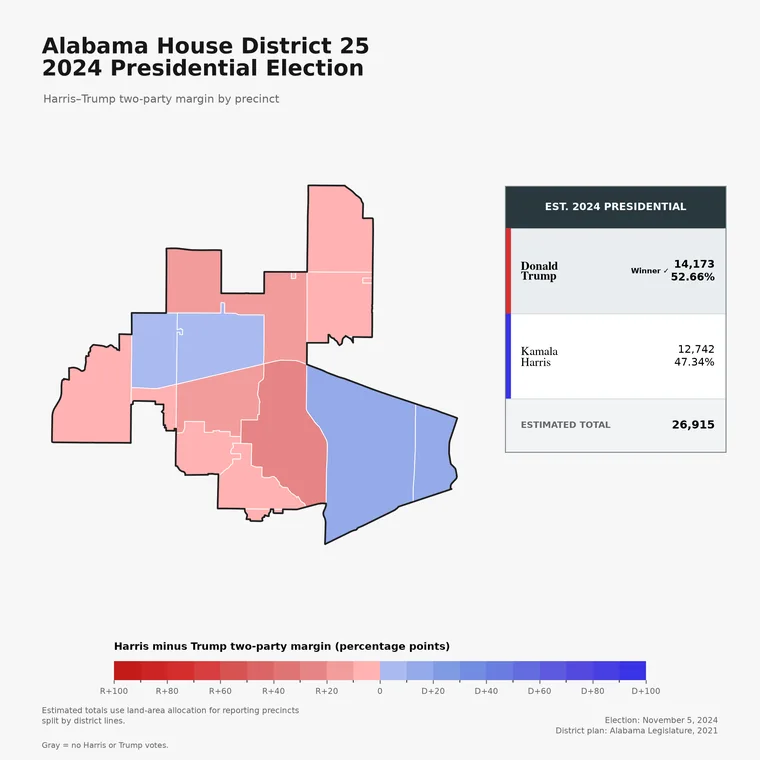 Alabama House District 25
2024 Presidential Election
Harris–Trump two-party margin by precinct
EST. 2024 PRESIDENTIAL
Donald
Trump
Winner ✓
14,173
52.66%
Kamala
Harris
12,742
47.34%
ESTIMATED TOTAL
26,915
Harris minus Trump two-party margin (percentage points)
R+100 R+80 R+60 R+40 R+20 0 D+20 D+40 D+60 D+80 D+100
Estimated totals use land-area allocation for reporting precincts
split by district lines.
Gray = no Harris or Trump votes.
Election: November 5, 2024
District plan: Alabama Legislature, 2021